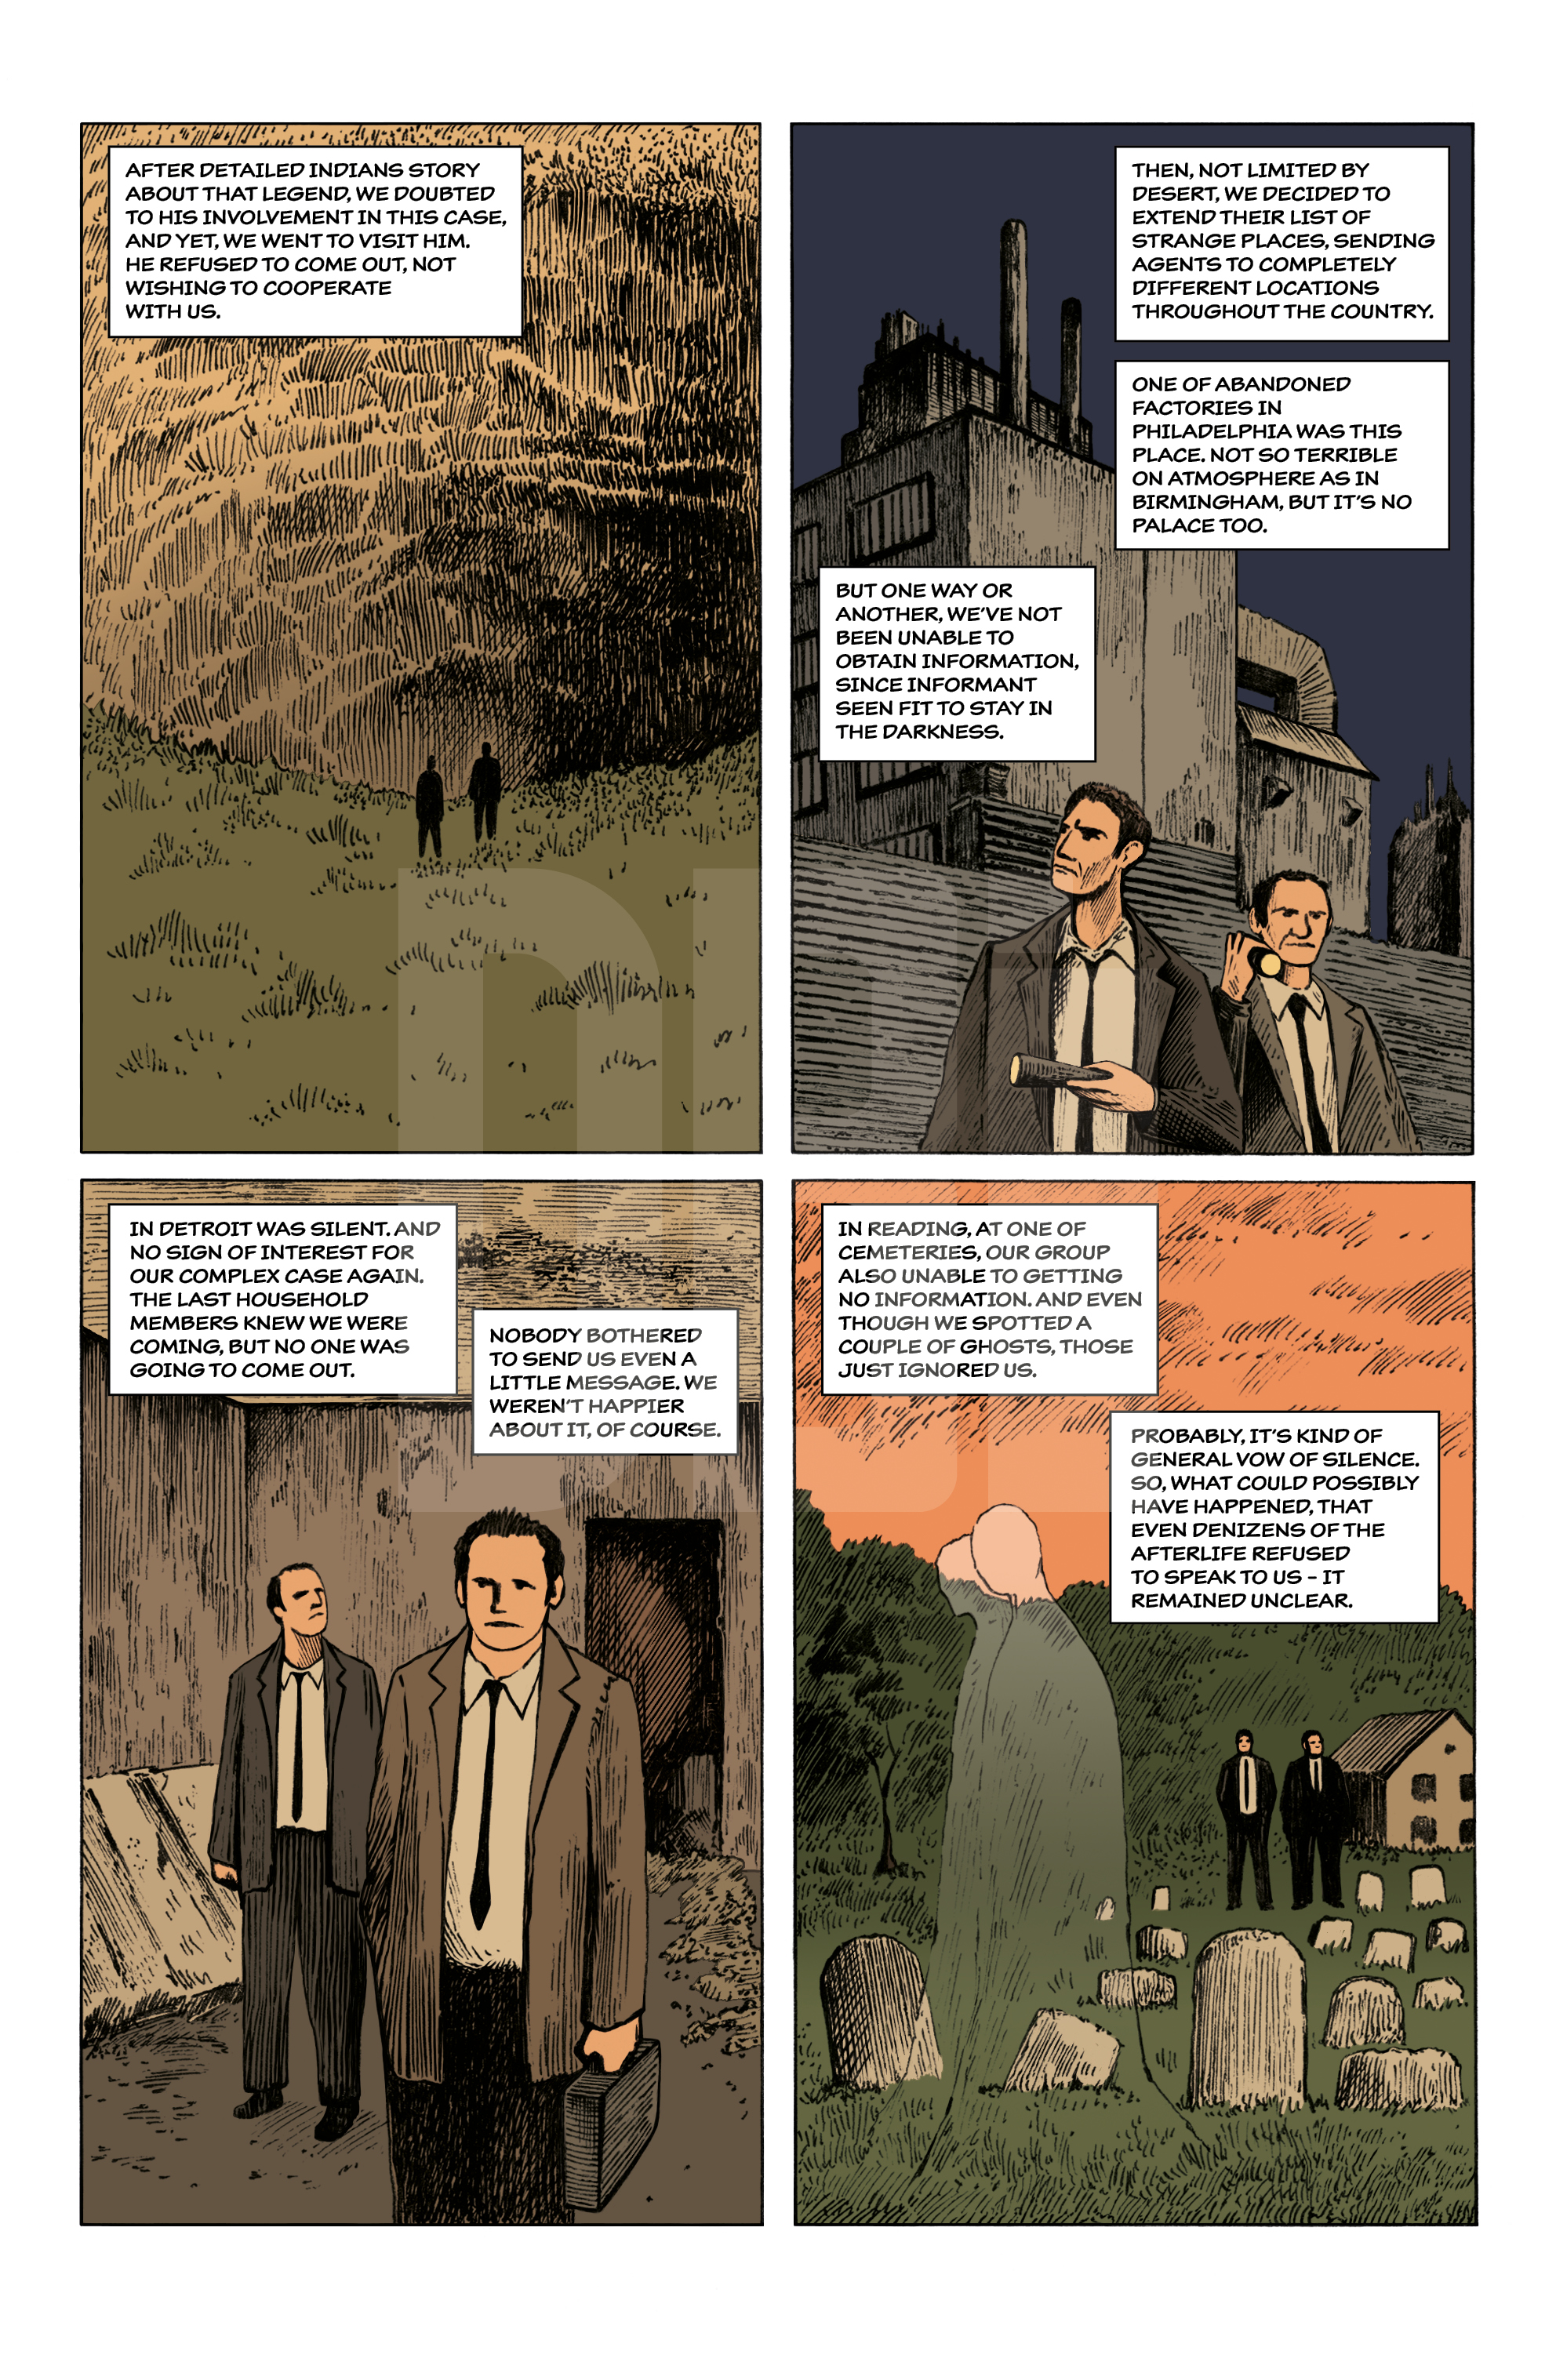 AFTER DETAILED INDIANS STORY
ABOUT THAT LEGEND, WE DOUBTED
TO HIS INVOLVEMENT IN THIS CASE,
AND YET, WE WENT TO VISIT HIM.
HE REFUSED TO COME OUT, NOT
WISHING TO COOPERATE
WITH US.
THEN, NOT LIMITED BY
DESERT, WE DECIDED TO
EXTEND THEIR LIST OF
STRANGE PLACES, SENDING
AGENTS TO COMPLETELY
DIFFERENT LOCATIONS
THROUGHOUT THE COUNTRY.
ONE OF ABANDONED
FACTORIES IN
PHILADELPHIA WAS THIS
PLACE. NOT SO TERRIBLE
ON ATMOSPHERE AS IN
BIRMINGHAM, BUT IT'S NO
PALACE TOO.
BUT ONE WAY OR
ANOTHER, WE'VE NOT
BEEN UNABLE TO
OBTAIN INFORMATION,
SINCE INFORMANT
SEEN FIT TO STAY IN
THE DARKNESS.
IN DETROIT WAS SILENT. AND
NO SIGN OF INTEREST FOR
OUR COMPLEX CASE AGAIN.
THE LAST HOUSEHOLD
MEMBERS KNEW WE WERE
COMING, BUT NO ONE WAS
GOING TO COME OUT.
NOBODY BOTHERED
TO SEND US EVEN A
LITTLE MESSAGE. WE
WEREN'T HAPPIER
ABOUT IT, OF COURSE.
IN READING, AT ONE OF
CEMETERIES, OUR GROUP
ALSO UNABLE TO GETTING
NO INFORMATION. AND EVEN
THOUGH WE SPOTTED A
COUPLE OF GHOSTS, THOSE
JUST IGNORED US.
PROBABLY, IT'S KIND OF
GENERAL VOW OF SILENCE.
SO, WHAT COULD POSSIBLY
HAVE HAPPENED, THAT
EVEN DENIZENS OF THE
AFTERLIFE REFUSED
TO SPEAK TO US – IT
REMAINED UNCLEAR.